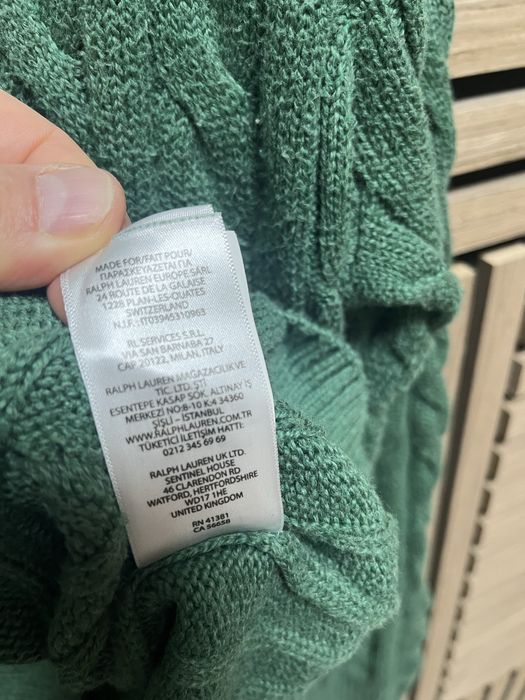 MADE FOR/FAIT POUR/
ΠΑΡΑΣΚΕΥΑΖΕΤΑΙ ΓΙΑ
RALPH LAUREN EUROPE SARL
24 ROUTE DE LA GALAISE
1228 PLAN-LES-OUATES
SWITZERLAND
N.I.F.:IT03945310963
RL SERVICES S.R.L.
VIA SAN BARNABA 27
CAP 20122, MILAN, ITALY
RALPH LAUREN MAĞAZACILIK VE
TIC. LTD. ŞTİ
ESENTEPE KASAP SOK. ALTINAY İŞ
MERKEZİ NO:8-10 K:4 34360
ŞİŞLİ - İSTANBUL
WWW.RALPHLAUREN.COM.TR
TÜKETİCİ İLETİŞİM HATTI:
0212 345 69 69
RALPH LAUREN UK LTD.
SENTINEL HOUSE
46 CLARENDON RD
WATFORD, HERTFORDSHIRE
WD17 1HE
UNITED KINGDOM
RN 41381
CA 56658